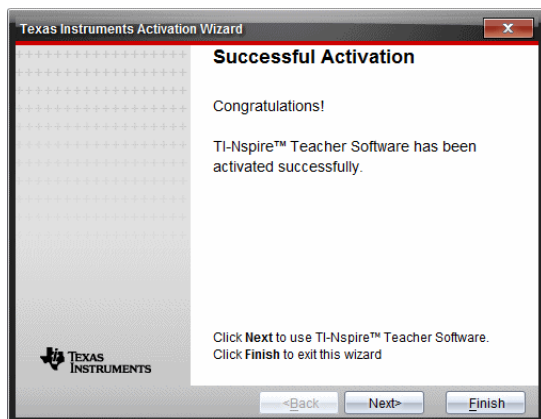 Texas Instruments Activation Wizard
x
Successful Activation
Congratulations!
TI-Nspire™ Teacher Software has been
activated successfully.
Click Next to use TI-Nspire™ Teacher Software.
Click Finish to exit this wizard
TEXAS
INSTRUMENTS
<Back Next> Finish